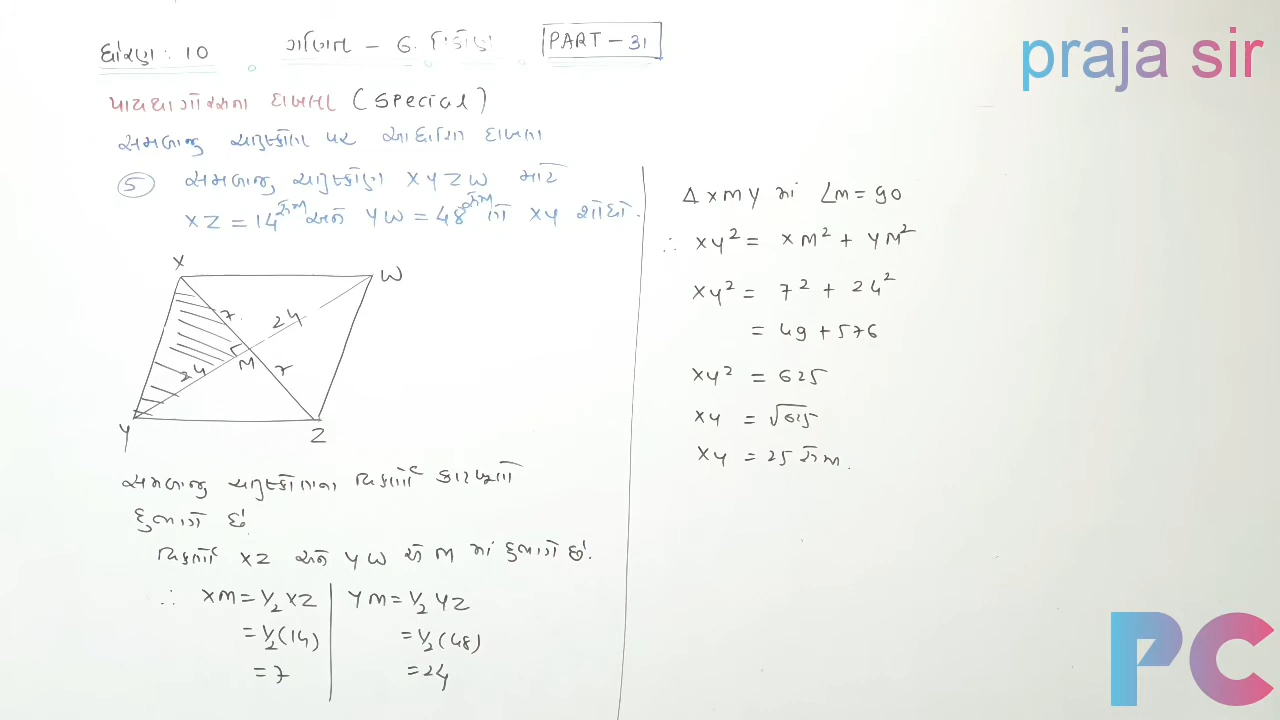 ધોરણ : 10 ગણિત - 6. ત્રિકોણ PART - 31
praja sir
પાયથાગોરસના દાખલા (Special)
સમબાજુ ચતુષ્કોણ પર આધારિત દાખલા
(5) સમબાજુ ચતુષ્કોણ XYZW માટે
XZ = 14 સેમી અને YW = 48 સેમી તો XY શોધો.
X
W
7
24
M
24
7
Y
Z
સમબાજુ ચતુષ્કોણના વિકર્ણો કાટખૂણે
દુભાગે છે.
વિકર્ણો XZ અને YW એ M માં દુભાગે છે.
∴ XM = 1/2 XZ
= 1/2 (14)
= 7
YM = 1/2 YZ
= 1/2 (48)
= 24
Δ XMY માં ∠M = 90
∴ XY² = XM² + YM²
XY² = 7² + 24²
= 49 + 576
XY² = 625
XY = √625
XY = 25 સેમી.
PC